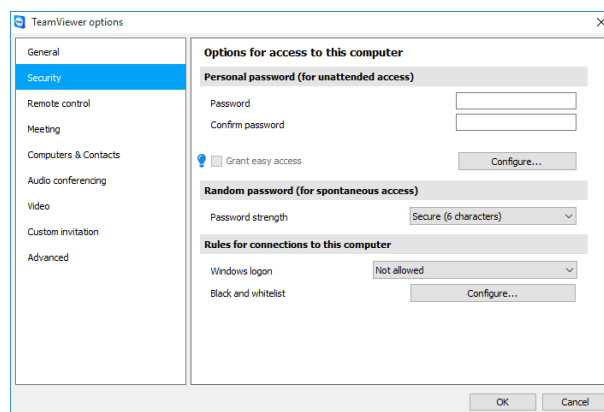 TeamViewer options
General
Security
Remote control
Meeting
Computers & Contacts
Audio conferencing
Video
Custom invitation
Advanced
Options for access to this computer
Personal password (for unattended access)
Password
Confirm password
Grant easy access
Configure...
Random password (for spontaneous access)
Password strength
Secure (6 characters)
Rules for connections to this computer
Windows logon
Not allowed
Black and whitelist
Configure...
OK
Cancel